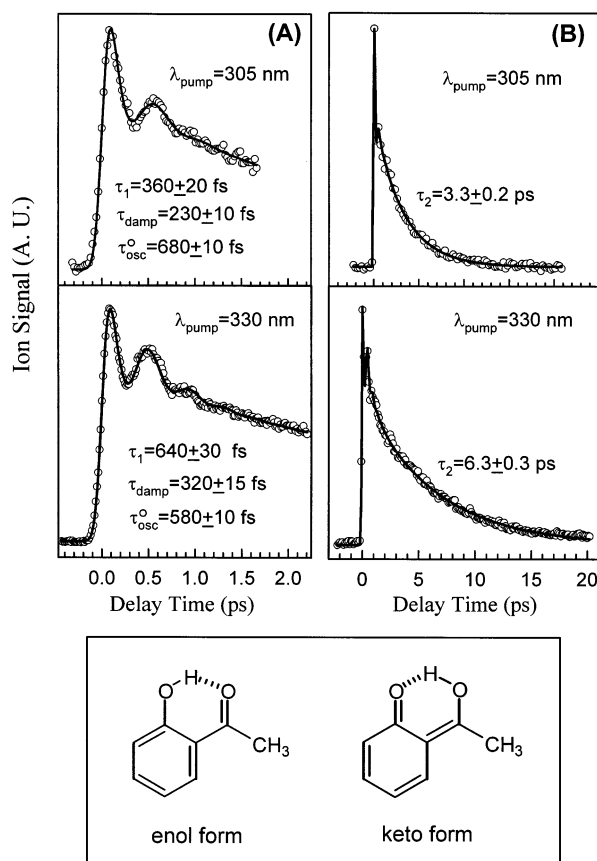 (A)
λpump=305 nm
τ1=360±20 fs
τdamp=230±10 fs
τ°osc=680±10 fs
(B)
λpump=305 nm
τ2=3.3±0.2 ps
Ion Signal (A. U.)
λpump=330 nm
τ1=640±30 fs
τdamp=320±15 fs
τ°osc=580±10 fs
λpump=330 nm
τ2=6.3±0.3 ps
0.0 0.5 1.0 1.5 2.0
0 5 10 15 20
Delay Time (ps)
Delay Time (ps)
O H O
CH3
O H O
CH3
enol form
keto form